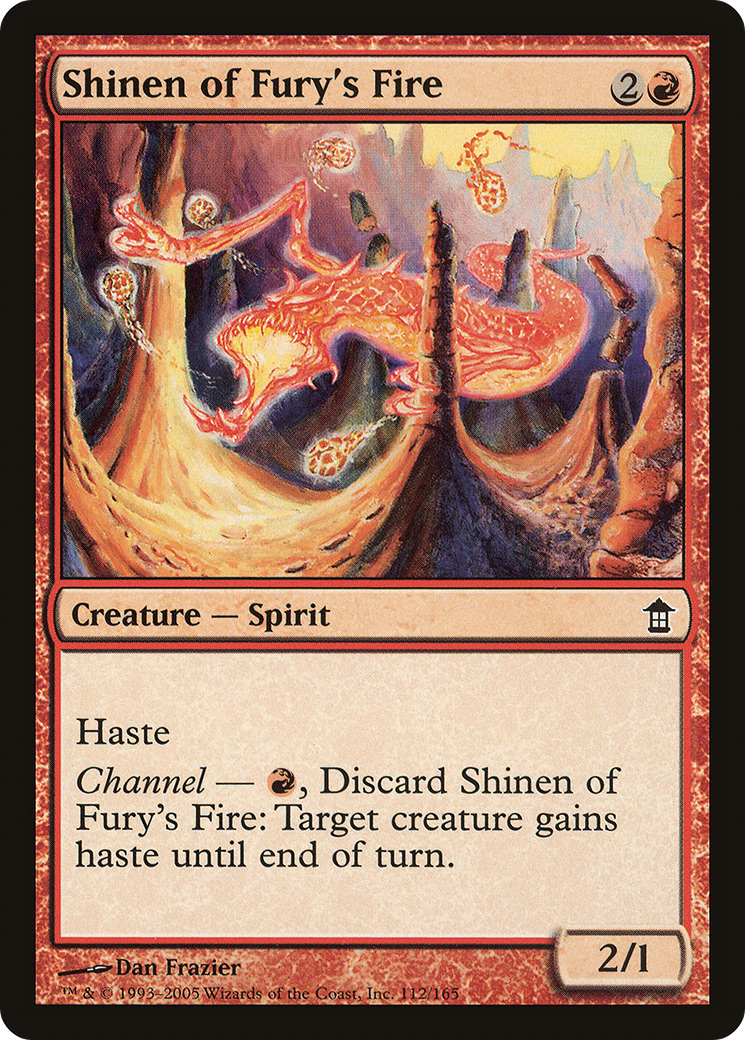 Shinen of Fury's Fire 2
Creature — Spirit
Haste
Channel — , Discard Shinen of
Fury's Fire: Target creature gains
haste until end of turn.
2/1
Dan Frazier
™ & © 1993–2005 Wizards of the Coast, Inc. 112/165